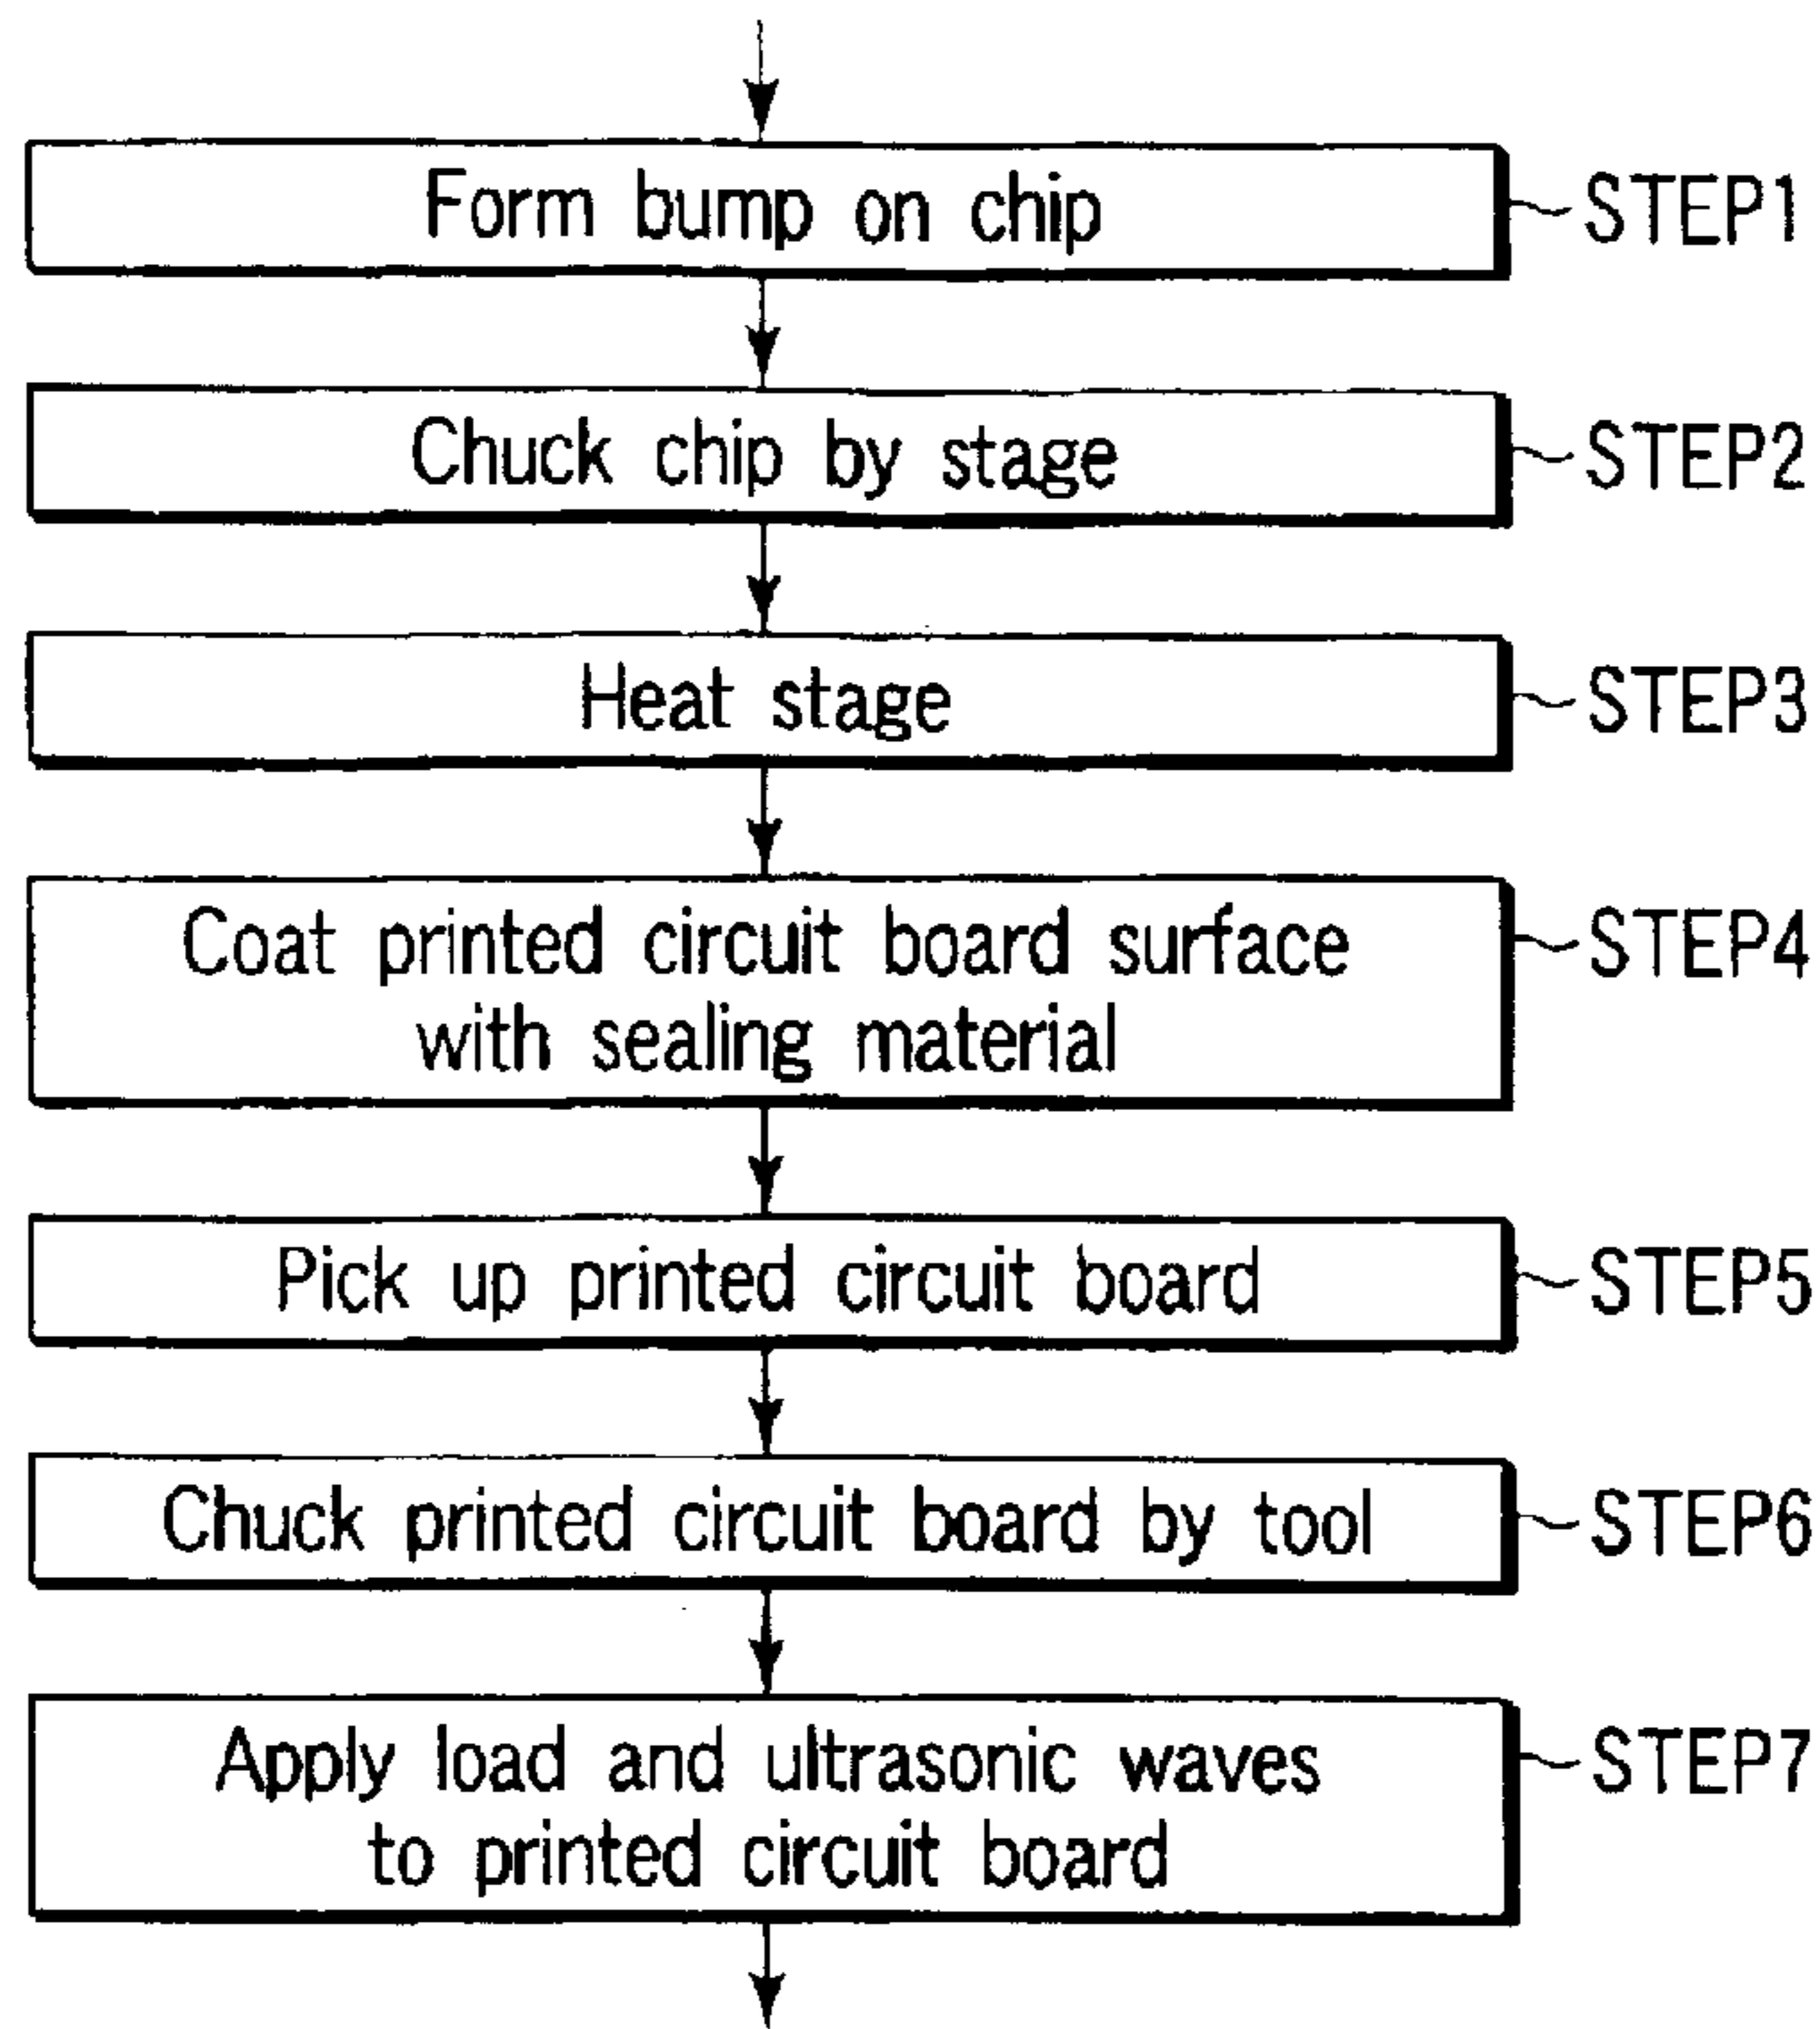 Form bump on chip
STEP1
Chuck chip by stage
STEP2
Heat stage
STEP3
Coat printed circuit board surface
with sealing material
STEP4
Pick up printed circuit board
STEP5
Chuck printed circuit board by tool
STEP6
Apply load and ultrasonic waves
to printed circuit board
STEP7